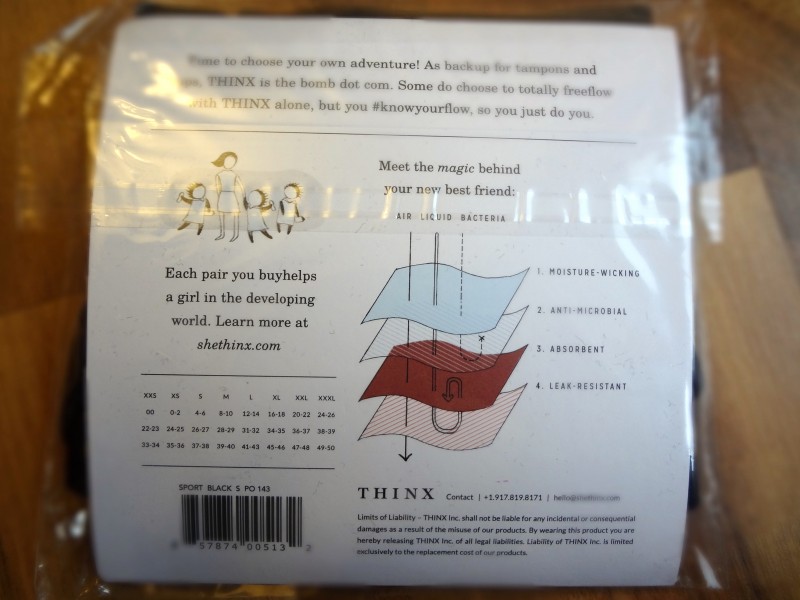 Time to choose your own adventure! As backup for tampons and
cups, THINX is the bomb dot com. Some do choose to totally freeflow
with THINX alone, but you #knowyourflow, so you just do you.
Meet the magic behind
your new best friend:
AIR LIQUID BACTERIA
1. MOISTURE-WICKING
2. ANTI-MICROBIAL
3. ABSORBENT
4. LEAK-RESISTANT
Each pair you buyhelps
a girl in the developing
world. Learn more at
shethinx.com
XXS XS S M L XL XXL XXXL
00 0-2 4-6 8-10 12-14 16-18 20-22 24-26
22-23 24-25 26-27 28-29 31-32 34-35 36-37 38-39
33-34 35-36 37-38 39-40 41-43 45-46 47-48 49-50
SPORT BLACK S PO 143
57874 00513 2
THINX Contact | +1.917.819.8171 | hello@shethinx.com
Limits of Liability – THINX Inc. shall not be liable for any incidental or consequential
damages as a result of the misuse of our products. By wearing this product you are
hereby releasing THINX Inc. of all legal liabilities. Liability of THINX Inc. is limited
exclusively to the replacement cost of our products.